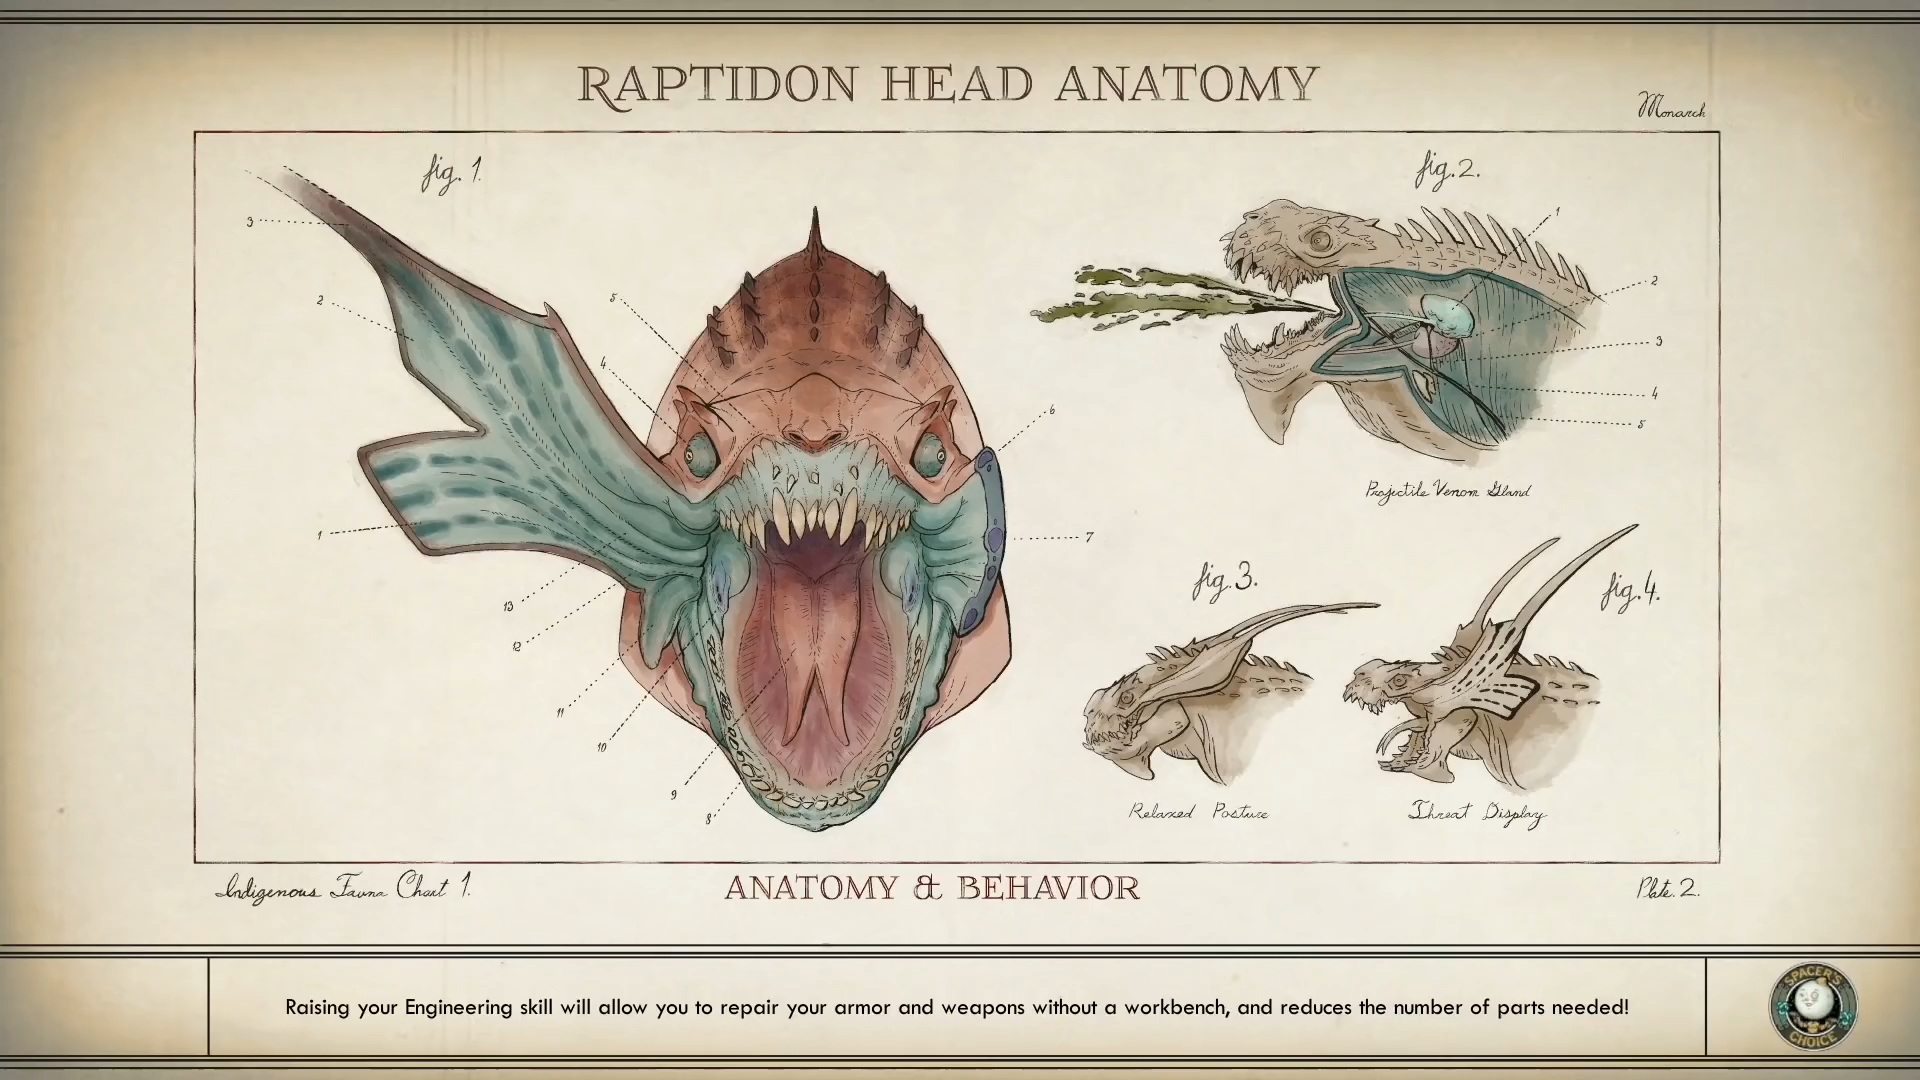 RAPTIDON HEAD ANATOMY
Monarch
fig. 1.
3
2
5
4
6
1
7
13
12
11
10
9
8
fig. 2.
1
2
3
4
5
Projectile Venom Gland
fig. 3.
fig. 4.
Relaxed Posture
Threat Display
Indigenous Fauna Chart 1.
ANATOMY & BEHAVIOR
Plate. 2.
Raising your Engineering skill will allow you to repair your armor and weapons without a workbench, and reduces the number of parts needed!
SPACER'S
CHOICE